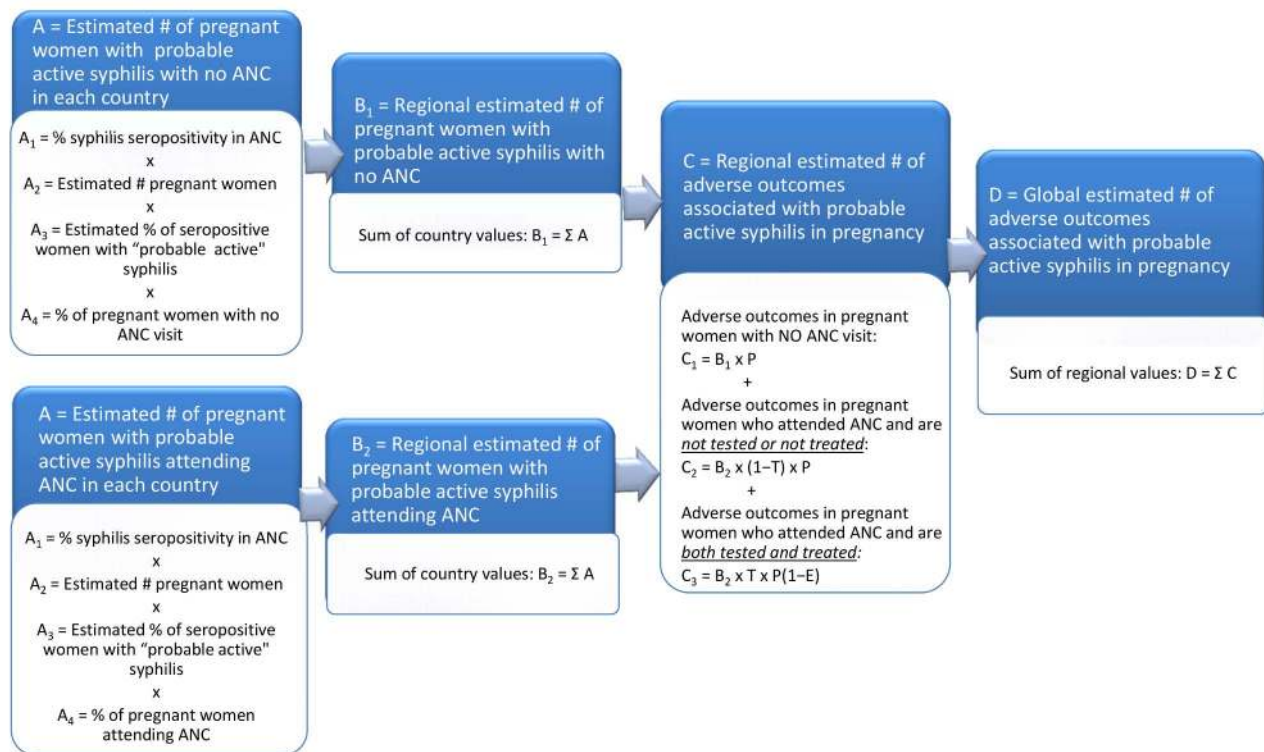 A = Estimated # of pregnant
women with  probable
active syphilis with no ANC
in each country
A₁ = % syphilis seropositivity in ANC
x
A₂ = Estimated # pregnant women
x
A₃ = Estimated % of seropositive
women with “probable  active"
syphilis
x
A₄ = % of pregnant women with no
ANC visit
B₁ = Regional estimated # of
pregnant women with
probable active syphilis with
no ANC
Sum of country values: B₁ = Σ A
A = Estimated # of pregnant
women with probable
active syphilis attending
ANC in each country
A₁ = % syphilis seropositivity in ANC
x
A₂ = Estimated # pregnant women
x
A₃ = Estimated % of seropositive
women with “probable active"
syphilis
x
A₄ = % of pregnant women
attending ANC
B₂ = Regional estimated # of
pregnant women with
probable active syphilis
attending ANC
Sum of country values: B₂ = Σ A
C = Regional estimated # of
adverse outcomes
associated with probable
active syphilis in pregnancy
Adverse outcomes in pregnant
women with NO ANC visit:
C₁ = B₁ x P
+
Adverse outcomes in pregnant
women who attended ANC and are
not tested or not treated:
C₂ = B₂ x (1−T) x P
+
Adverse outcomes in pregnant
women who attended ANC and are
both tested and treated:
C₃ = B₂ x T x P(1−E)
D = Global estimated # of
adverse outcomes
associated with probable
active syphilis in pregnancy
Sum of regional values: D = Σ C